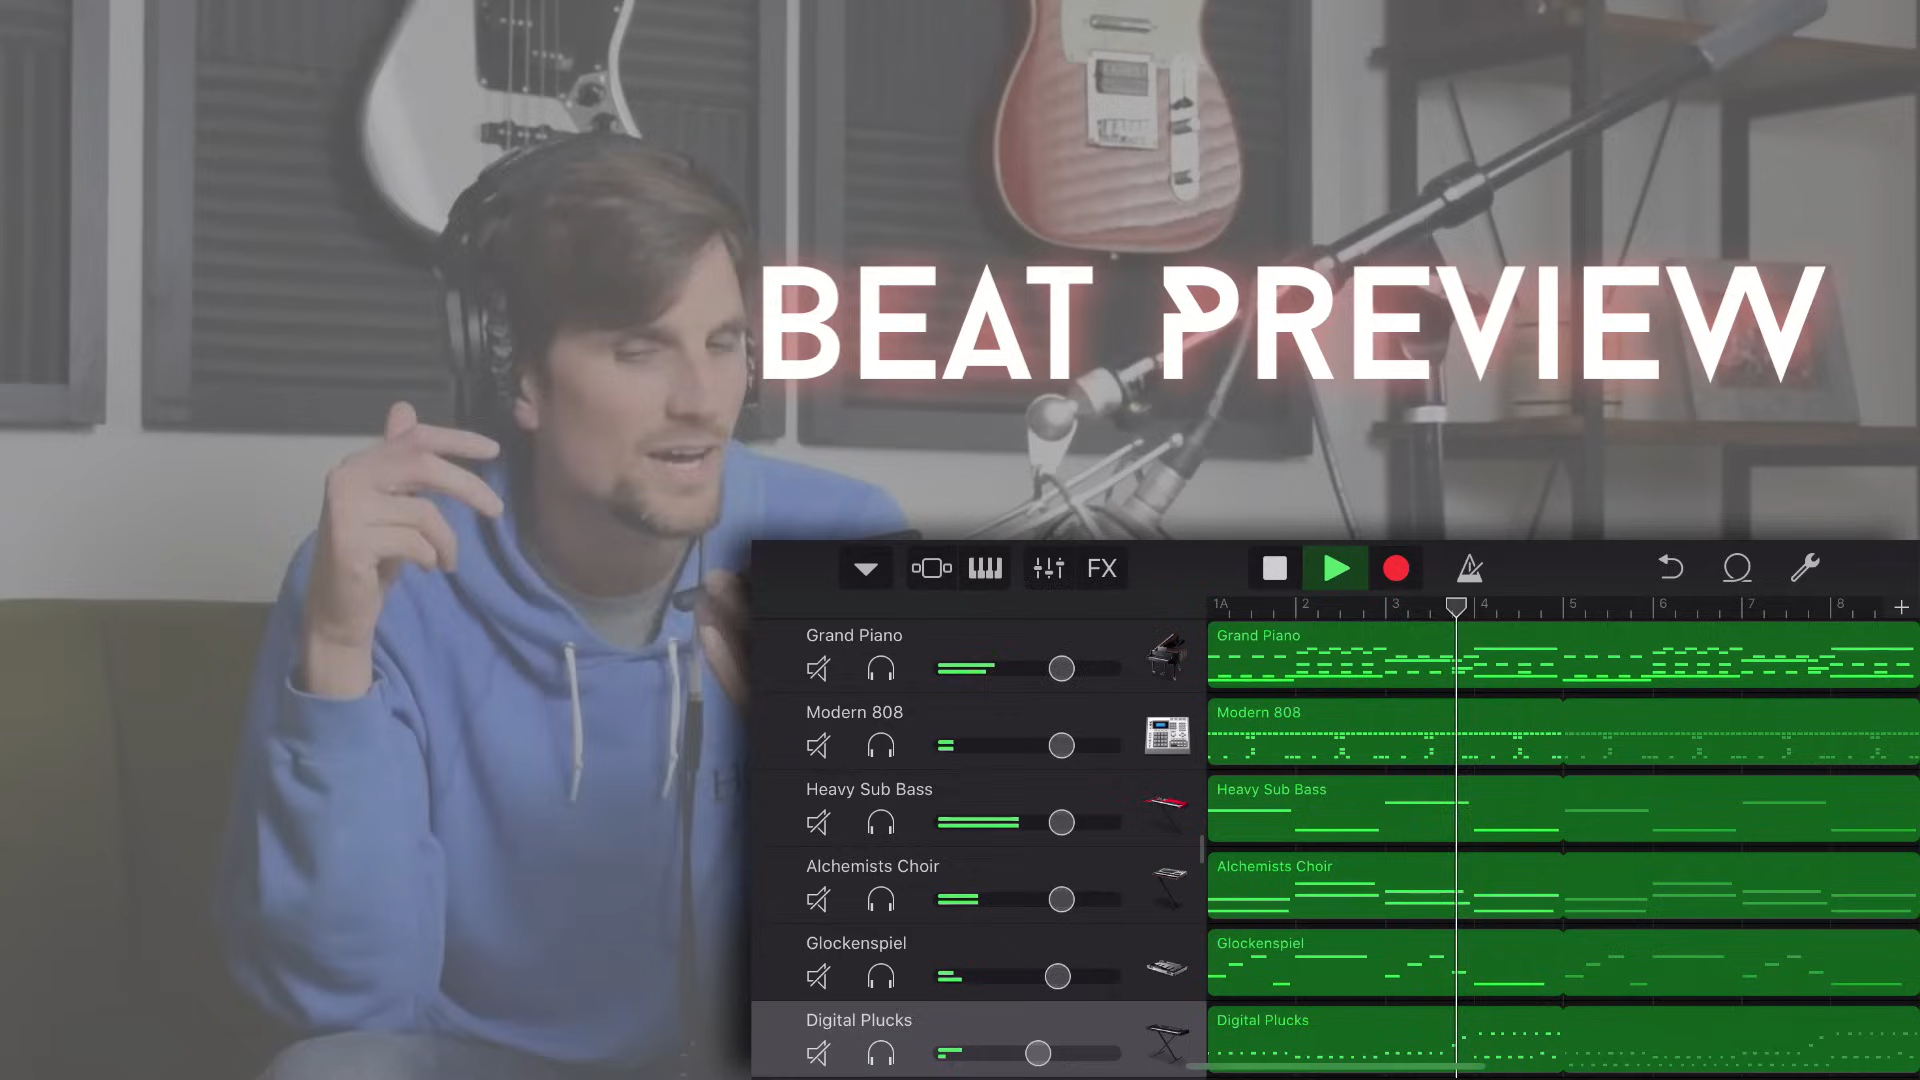 BEAT PREVIEW
FX
1A 2 3 4 5 6 7 8
Grand Piano
Grand Piano
Modern 808
Modern 808
Heavy Sub Bass
Heavy Sub Bass
Alchemists Choir
Alchemists Choir
Glockenspiel
Glockenspiel
Digital Plucks
Digital Plucks